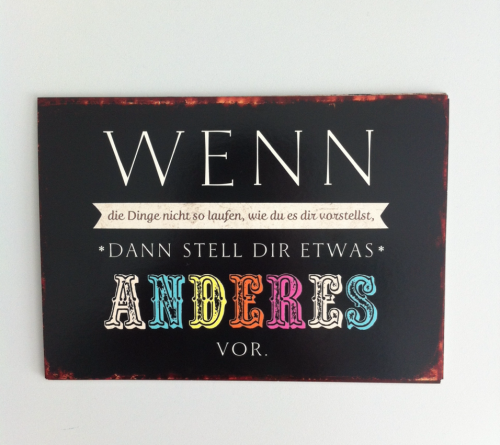 WENN
die Dinge nicht so laufen, wie du es dir vorstellst,
*DANN STELL DIR ETWAS*
ANDERES
VOR.